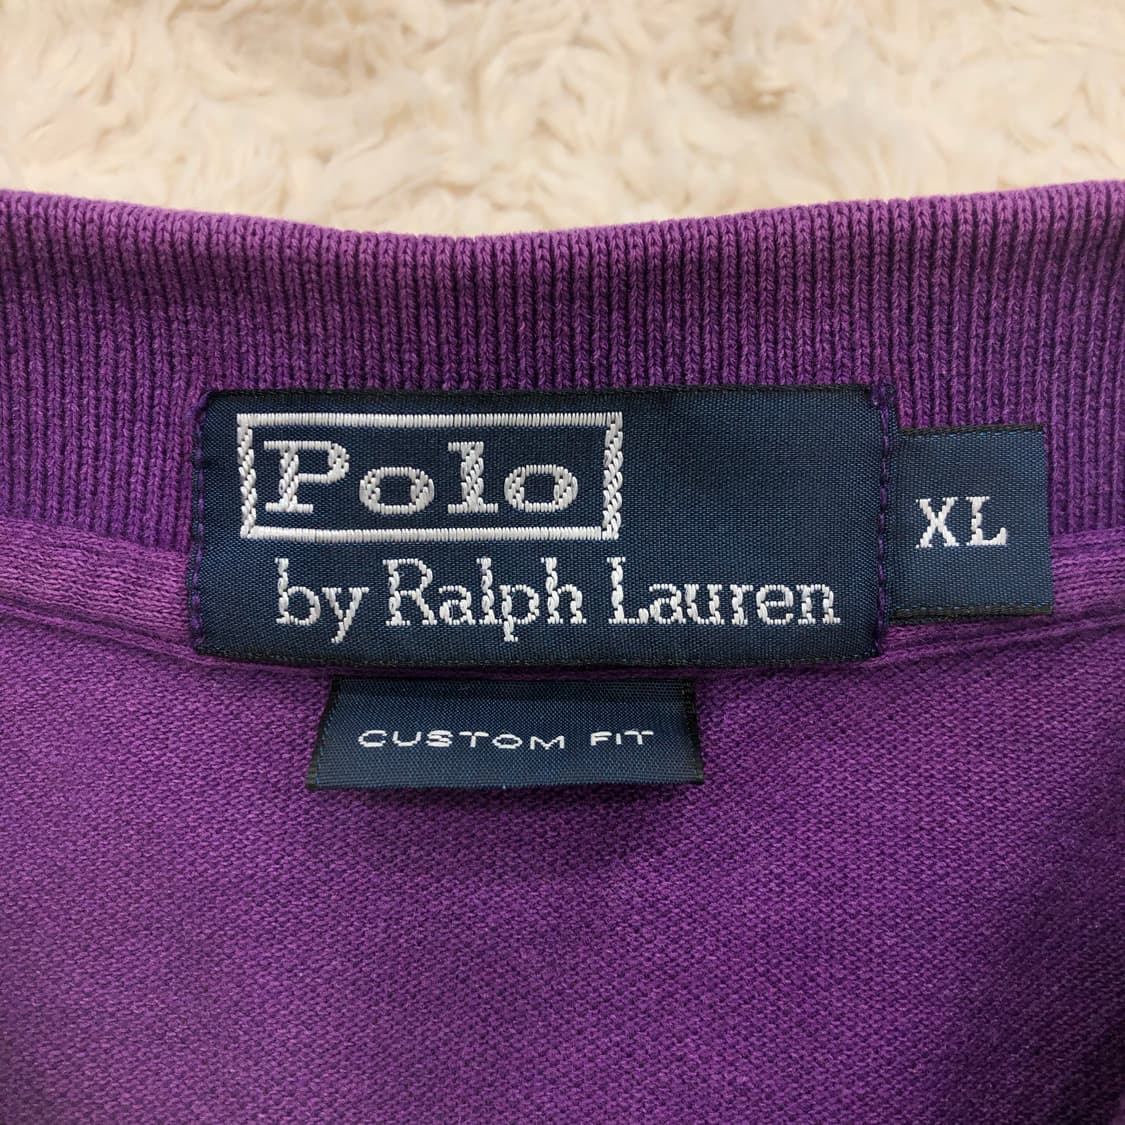 Polo
by Ralph Lauren
XL
CUSTOM FIT